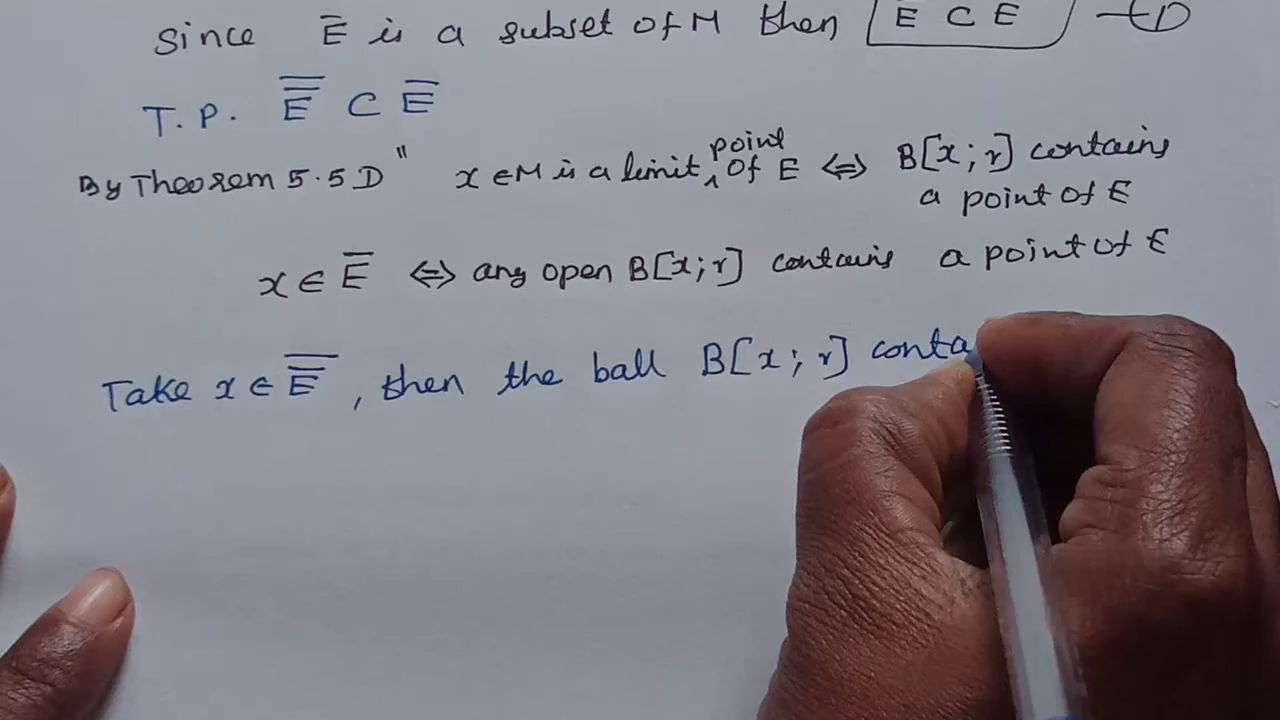 Since E̅ is a subset of M then E̅ ⊂ E̿ —①
T.P. E̿ ⊂ E̅
By Theorem 5.5D " x ∈ M is a limit point of E ⇔ B[x; r] contains
a point of E
x ∈ E̅ ⇔ any open B[x; r] contains a point of E
Take x ∈ E̿, then the ball B[x; r] conta